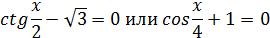 ctg x/2 − √3 = 0 или cos x/4 + 1 = 0